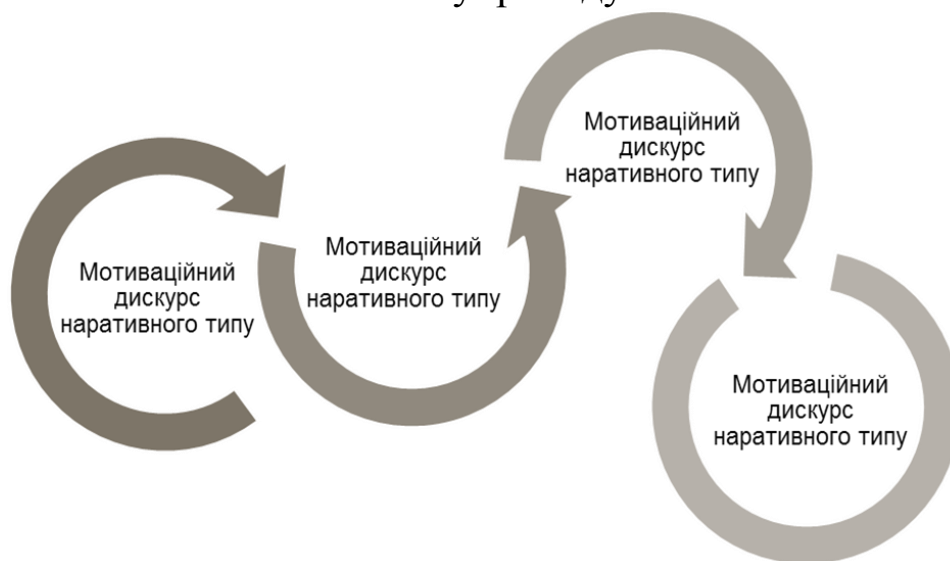 Мотиваційний
дискурс
наративного типу
Мотиваційний
дискурс
наративного типу
Мотиваційний
дискурс
наративного типу
Мотиваційний
дискурс
наративного типу